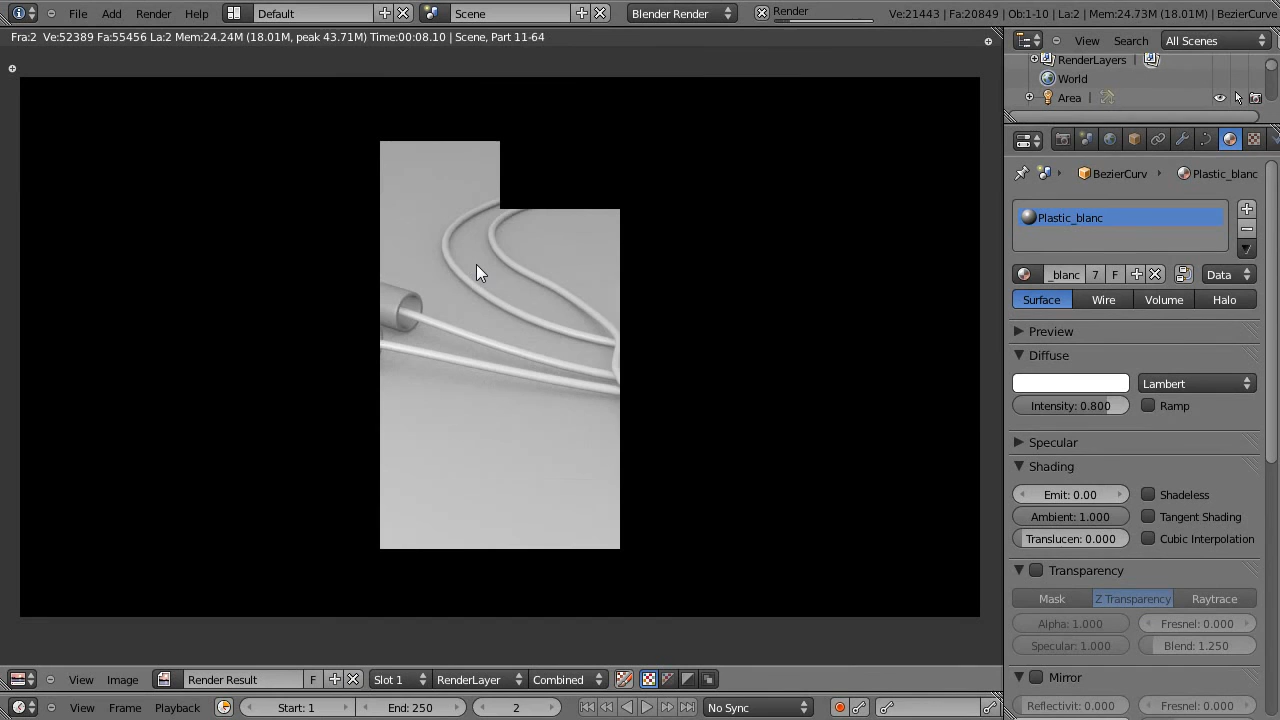 File Add Render Help Default Scene Blender Render Render Ve:21443 | Fa:20849 | Ob:1-10 | La:2 | Mem:24.73M (18.01M) | BezierCurv
Fra:2 Ve:52389 Fa:55456 La:2 Mem:24.24M (18.01M, peak 43.71M) Time:00:08.10 | Scene, Part 11-64
View Search All Scenes
RenderLayers |
World
Area |
BezierCurv Plastic_blanc
Plastic_blanc
_blanc 7 F Data
Surface Wire Volume Halo
Preview
Diffuse
Lambert
Intensity: 0.800 Ramp
Specular
Shading
Emit: 0.00 Shadeless
Ambient: 1.000 Tangent Shading
Translucen: 0.000 Cubic Interpolation
Transparency
Mask Z Transparency Raytrace
Alpha: 1.000 Fresnel: 0.000
Specular: 1.000 Blend: 1.250
Mirror
Reflectivit: 0.000 Fresnel: 0.000
View Image Render Result F Slot 1 RenderLayer Combined
View Frame Playback Start: 1 End: 250 2 No Sync